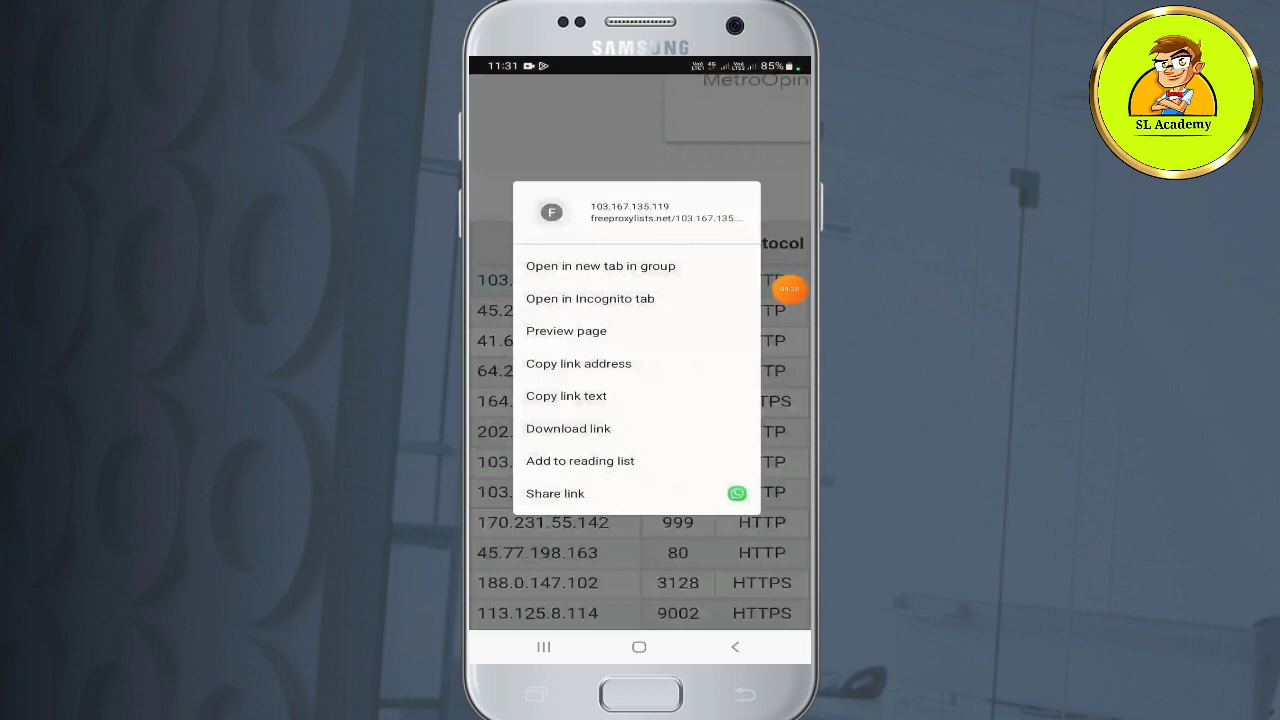 SAMSUNG
11:31
85%
MetroOpin
SL Academy
103.167.135.119
freeproxylists.net/103.167.135....
F
tocol
Open in new tab in group
103.
HTTP
04:28
Open in Incognito tab
45.2
TP
Preview page
41.6
TP
Copy link address
64.2
TP
Copy link text
164.
TPS
Download link
202.
TP
Add to reading list
103.
TP
Share link
103.
TP
170.231.55.142 999 HTTP
45.77.198.163 80 HTTP
188.0.147.102 3128 HTTPS
113.125.8.114 9002 HTTPS